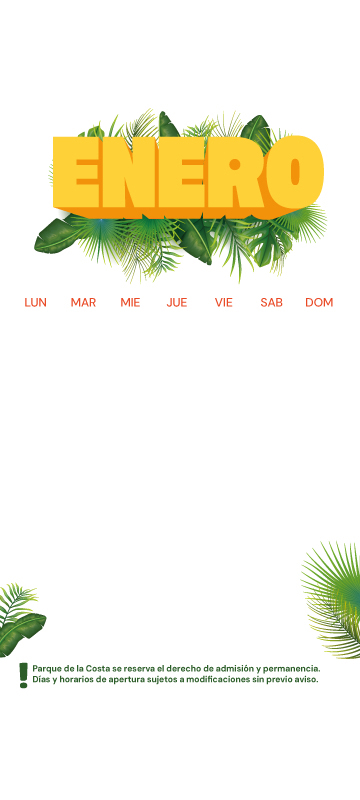 ENERO
LUN MAR MIE JUE VIE SAB DOM
Parque de la Costa se reserva el derecho de admisión y permanencia.
Días y horarios de apertura sujetos a modificaciones sin previo aviso.